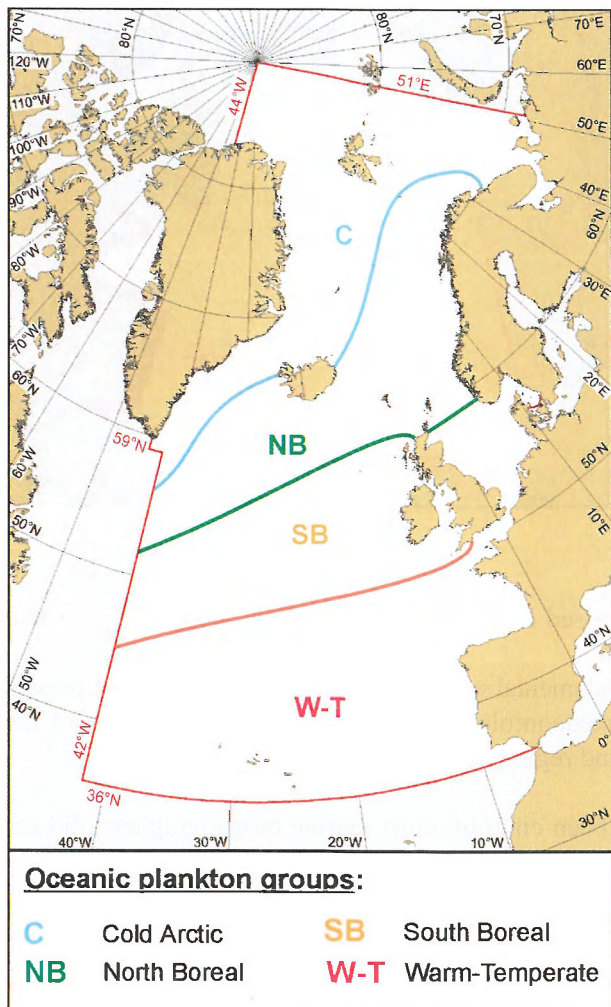 70°N
80°N
80°N
70°N
70°E
120°W
60°E
110°W
44°W
51°E
50°E
100°W
90°W
40°E
60°N
80°W
C
30°E
70°W
20°E
60°N
59°N
NB
60°W
50°N
50°N
SB
10°E
50°W
40°N
40°N
W-T
42°W
0°
36°N
30°N
40°W
30°W
20°W
10°W
Oceanic plankton groups:
C Cold Arctic SB South Boreal
NB North Boreal W-T Warm-Temperate